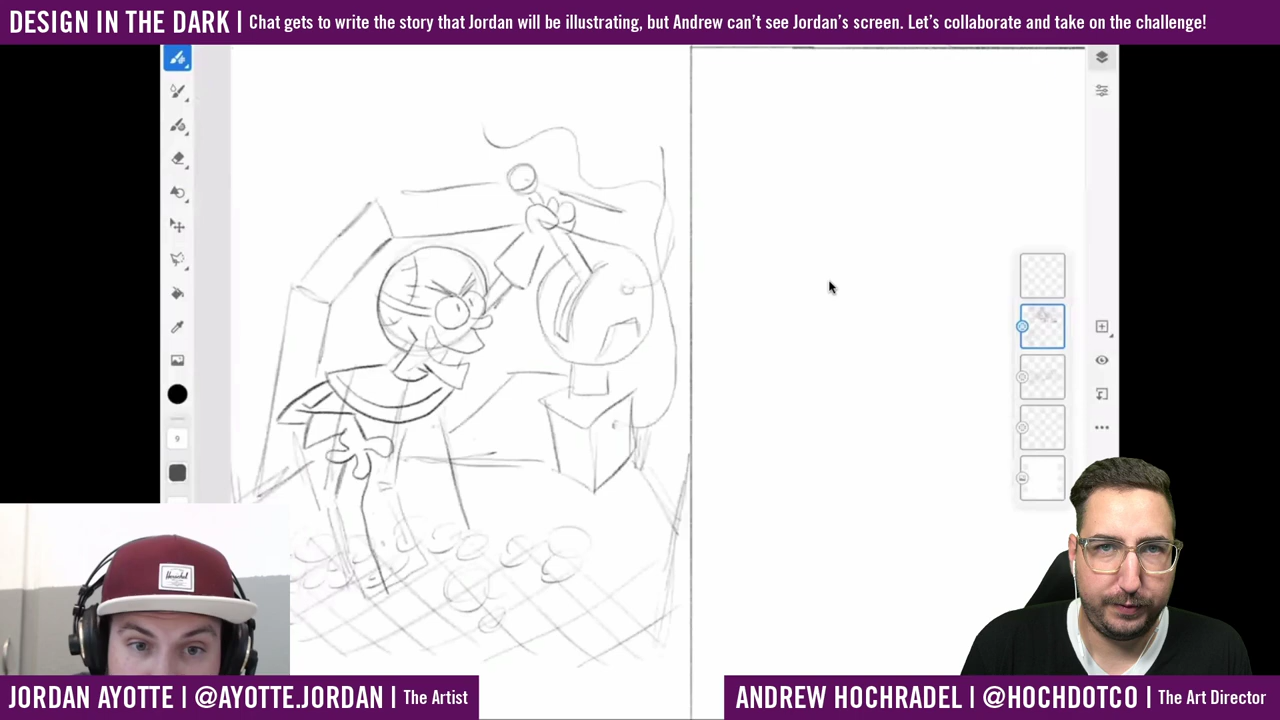 DESIGN IN THE DARK | Chat gets to write the story that Jordan will be illustrating, but Andrew can't see Jordan's screen. Let's collaborate and take on the challenge!
9
Herschel
JORDAN AYOTTE | @AYOTTE.JORDAN | The Artist
ANDREW HOCHRADEL | @HOCHDOTCO | The Art Director